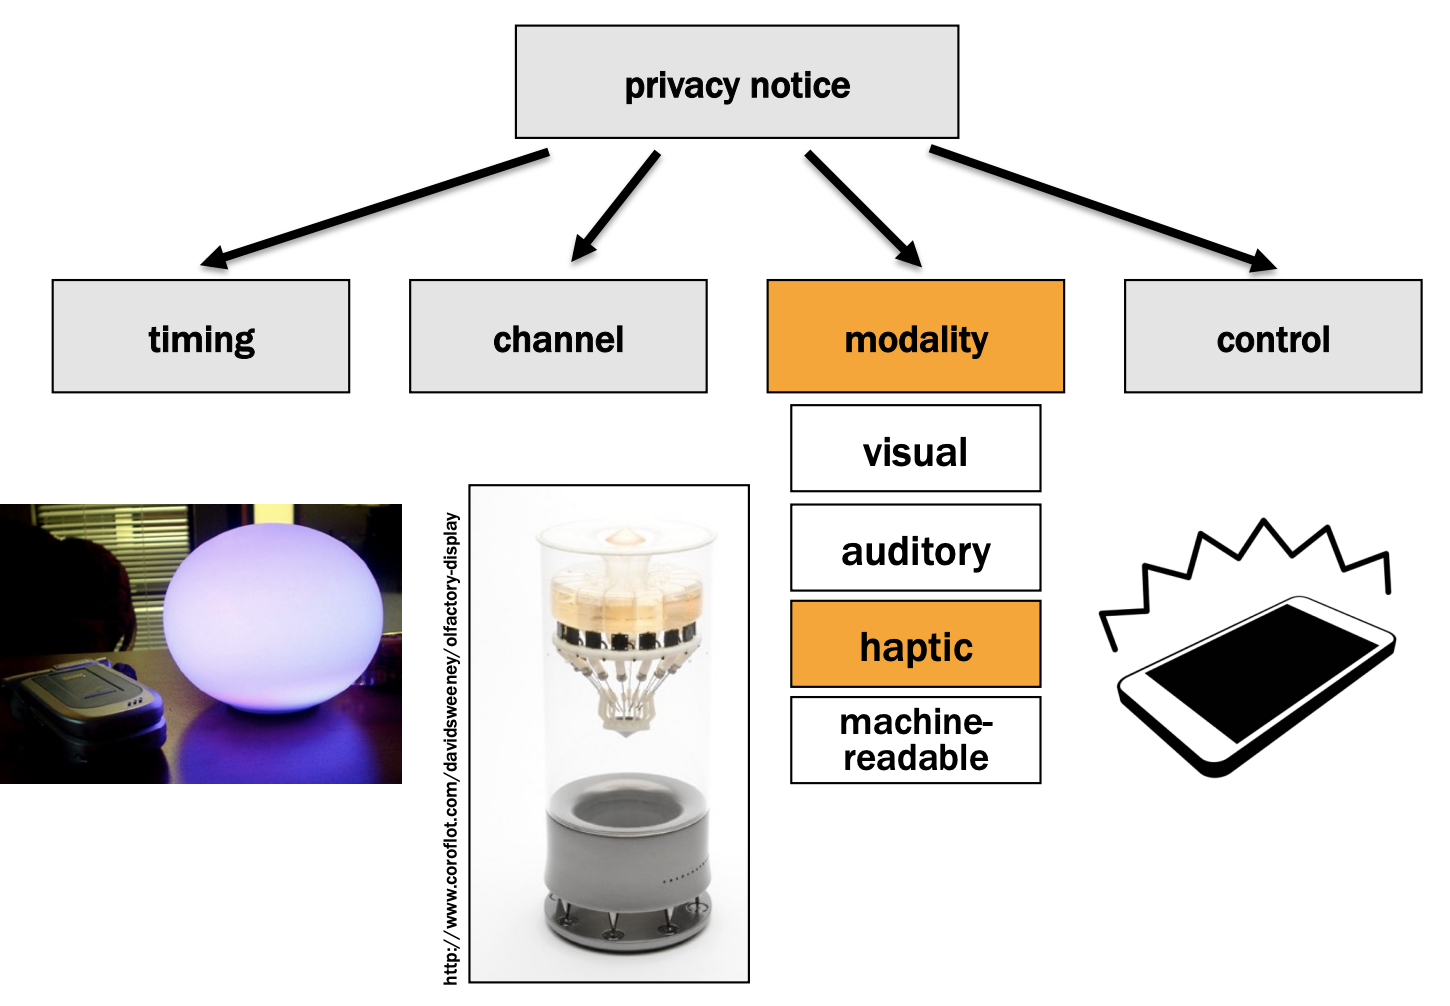 privacy notice
timing
channel
modality
control
visual
auditory
haptic
machine-
readable
http://www.coroflot.com/davidsweeney/olfactory-display